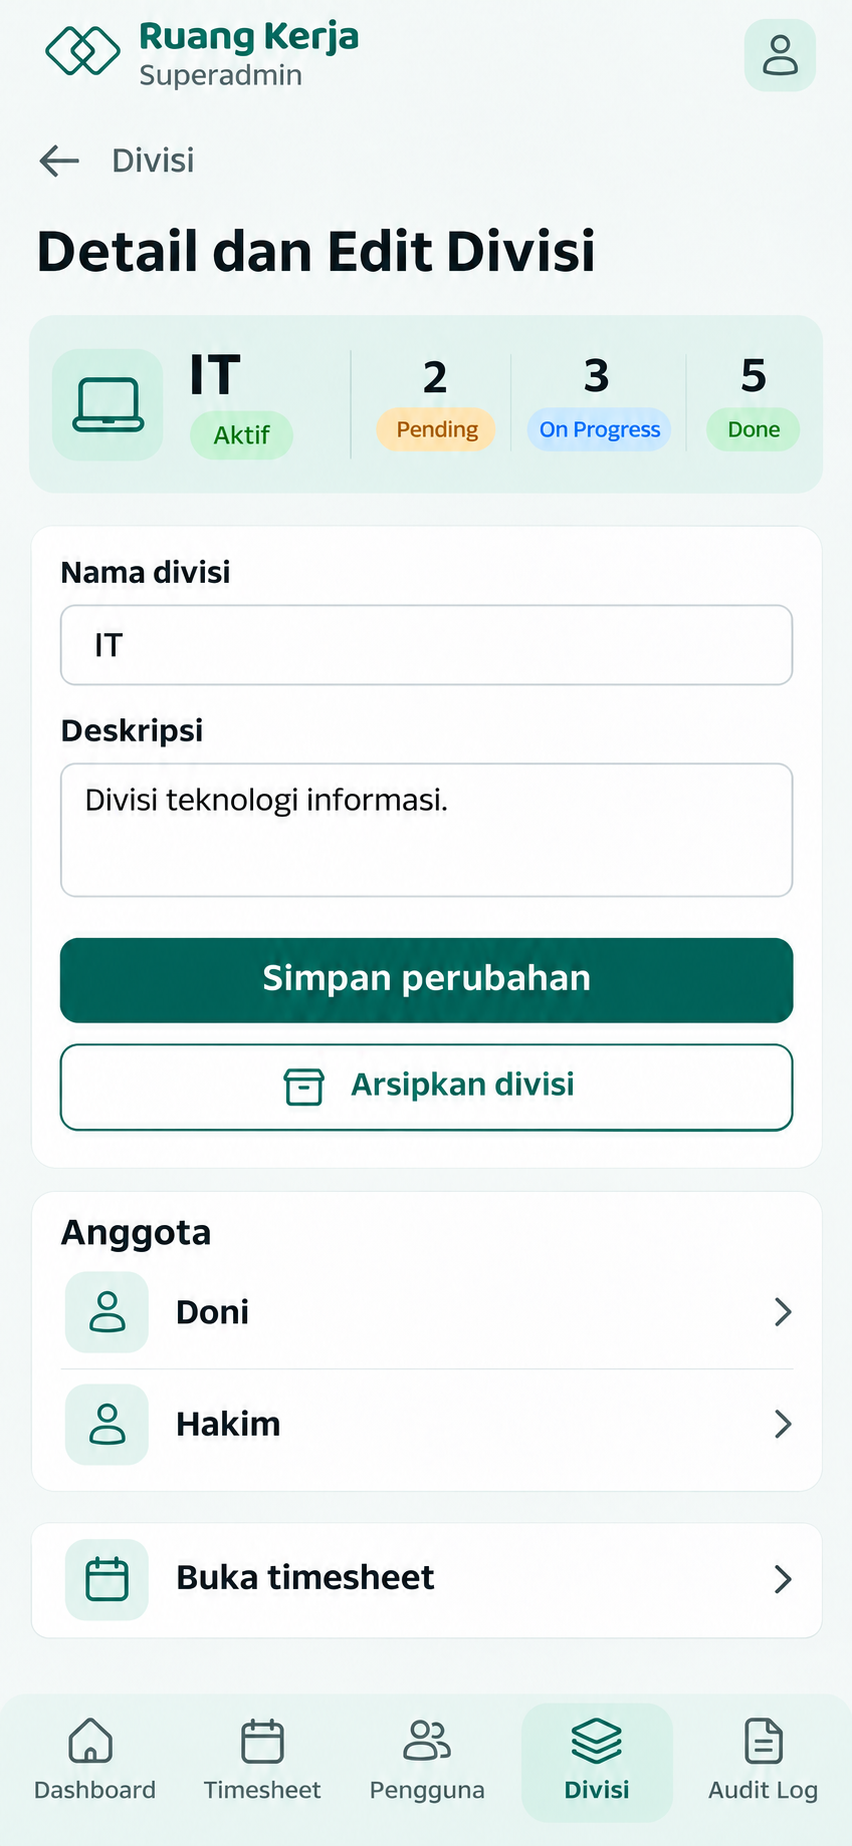 Ruang Kerja
Superadmin
Divisi
Detail dan Edit Divisi
IT
Aktif
2
Pending
3
On Progress
5
Done
Nama divisi
IT
Deskripsi
Divisi teknologi informasi.
Simpan perubahan
Arsipkan divisi
Anggota
Doni
Hakim
Buka timesheet
Dashboard
Timesheet
Pengguna
Divisi
Audit Log